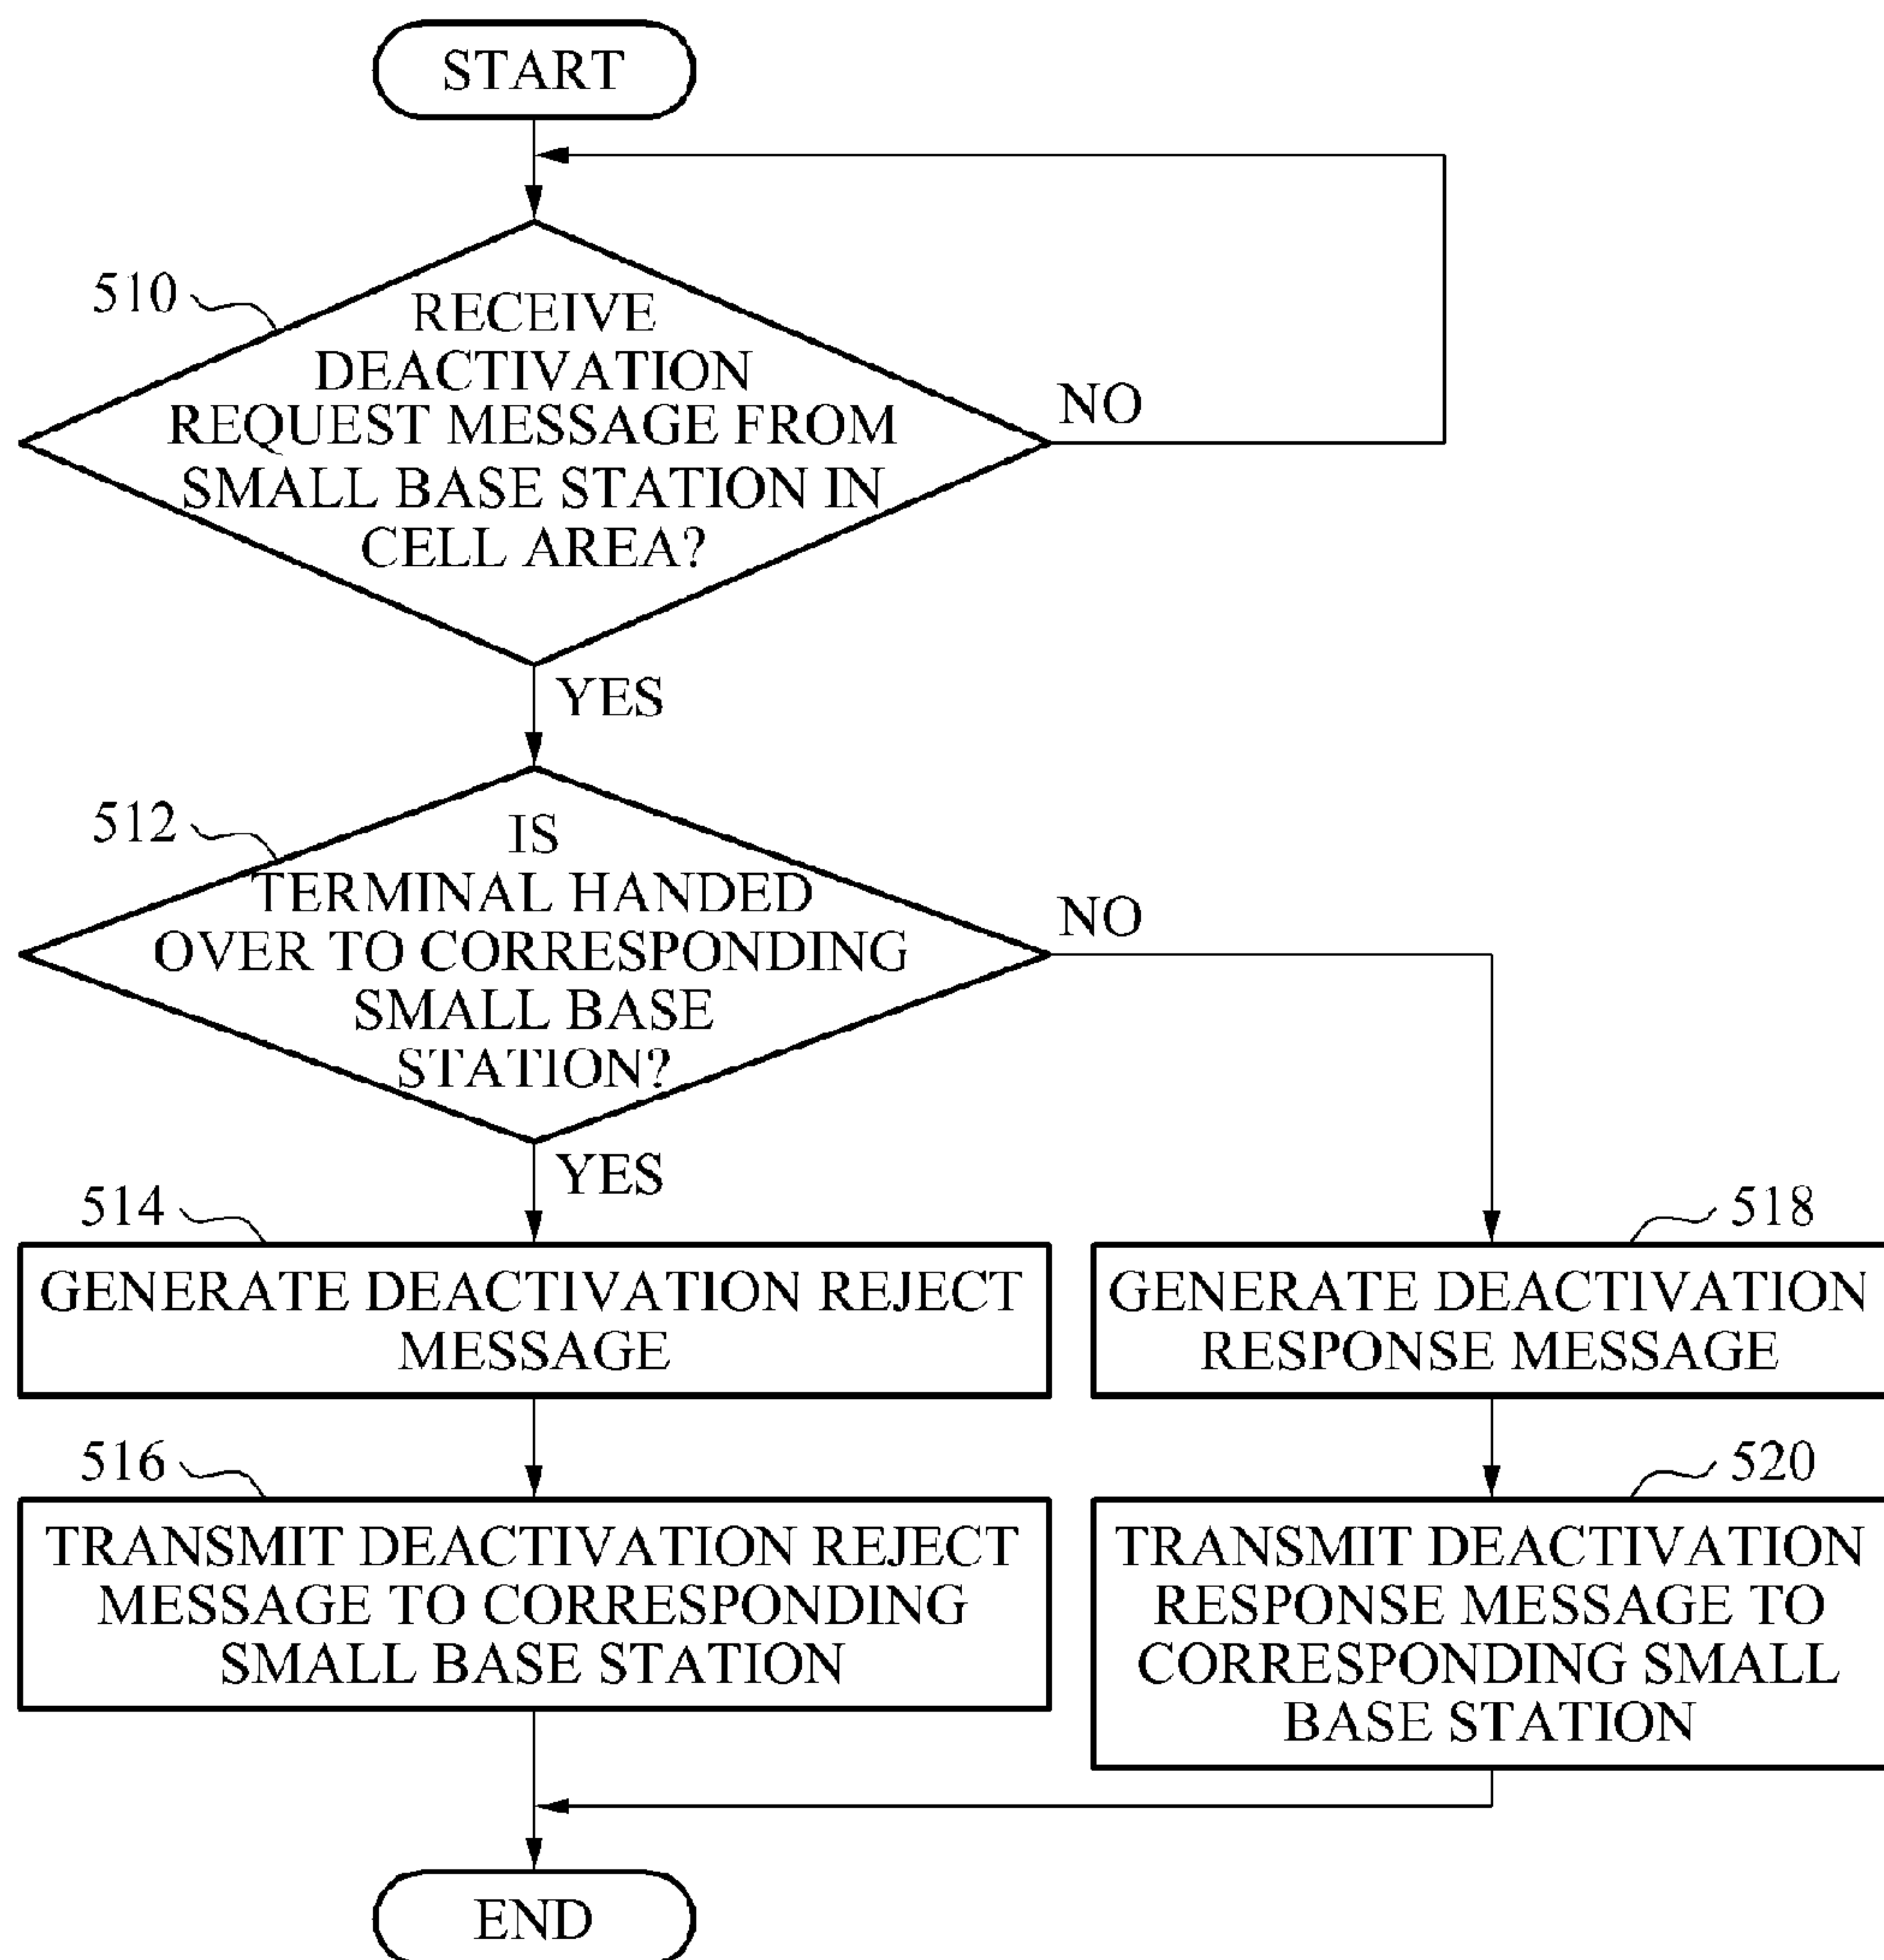 START
510
RECEIVE
DEACTIVATION
REQUEST MESSAGE FROM
SMALL BASE STATION IN
CELL AREA?
NO
YES
512
IS
TERMINAL HANDED
OVER TO CORRESPONDING
SMALL BASE
STATION?
NO
YES
514
GENERATE DEACTIVATION REJECT
MESSAGE
518
GENERATE DEACTIVATION
RESPONSE MESSAGE
516
TRANSMIT DEACTIVATION REJECT
MESSAGE TO CORRESPONDING
SMALL BASE STATION
520
TRANSMIT DEACTIVATION
RESPONSE MESSAGE TO
CORRESPONDING SMALL
BASE STATION
END